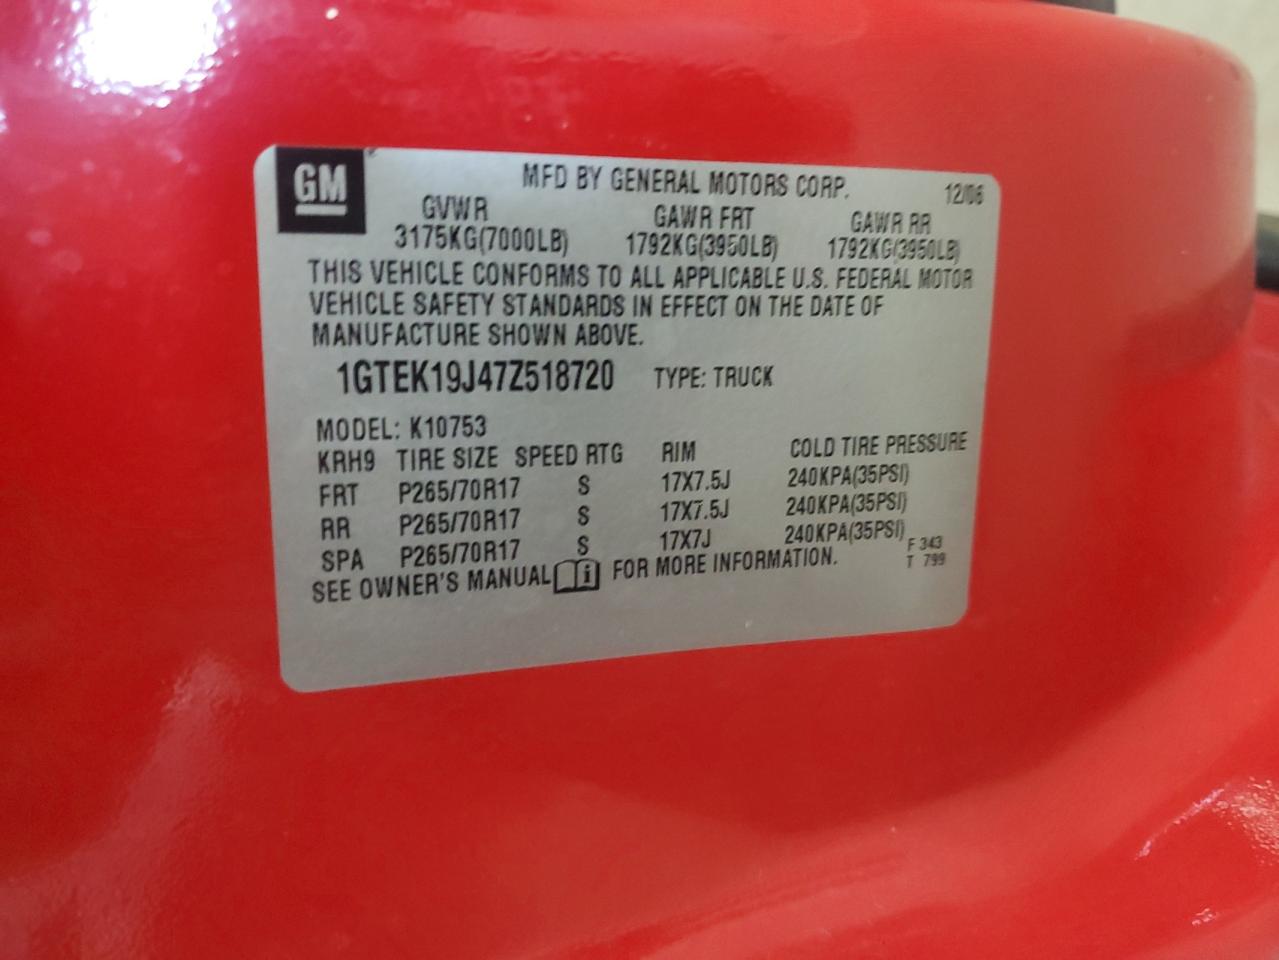 GM
MFD BY GENERAL MOTORS CORP. 12/06
GVWR GAWR FRT GAWR RR
3175KG(7000LB) 1792KG(3950LB) 1792KG(3950LB)
THIS VEHICLE CONFORMS TO ALL APPLICABLE U.S. FEDERAL MOTOR
VEHICLE SAFETY STANDARDS IN EFFECT ON THE DATE OF
MANUFACTURE SHOWN ABOVE.
1GTEK19J47Z518720 TYPE: TRUCK
MODEL: K10753
KRH9 TIRE SIZE SPEED RTG RIM COLD TIRE PRESSURE
FRT P265/70R17 S 17X7.5J 240KPA(35PSI)
RR P265/70R17 S 17X7.5J 240KPA(35PSI)
SPA P265/70R17 S 17X7J 240KPA(35PSI)
F 343
T 799
SEE OWNER'S MANUAL FOR MORE INFORMATION.